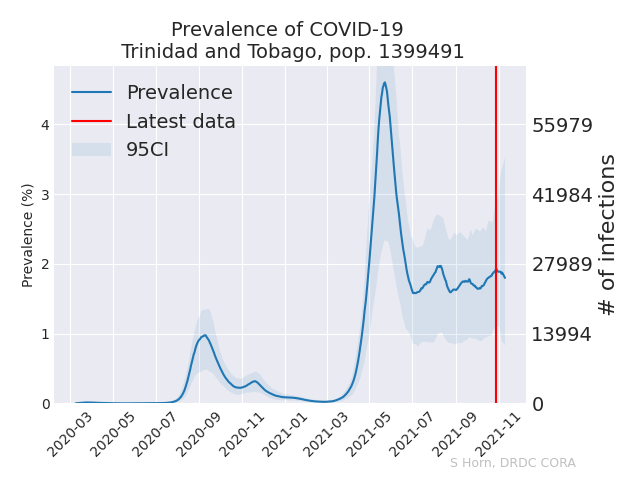 Prevalence of COVID-19
Trinidad and Tobago, pop. 1399491
Prevalence
Latest data
95CI
Prevalence (%)
4
3
2
1
0
55979
41984
27989
13994
0
# of infections
2020-03
2020-05
2020-07
2020-09
2020-11
2021-01
2021-03
2021-05
2021-07
2021-09
2021-11
S Horn, DRDC CORA